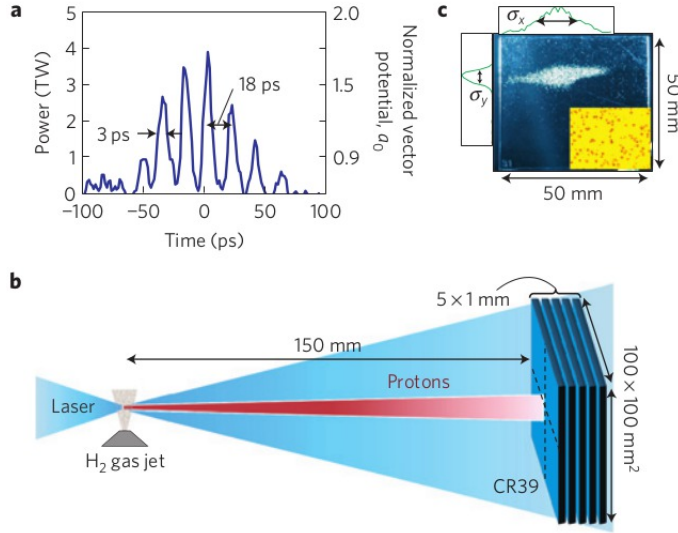 a
5
4
3
2
1
0
Power (TW)
2.0
1.7
1.3
0.9
0
Normalized vector
potential, a₀
3 ps
18 ps
−100
−50
0
50
100
Time (ps)
c
σx
σy
50 mm
50 mm
b
5 × 1 mm
150 mm
Protons
Laser
H₂ gas jet
CR39
100 × 100 mm²